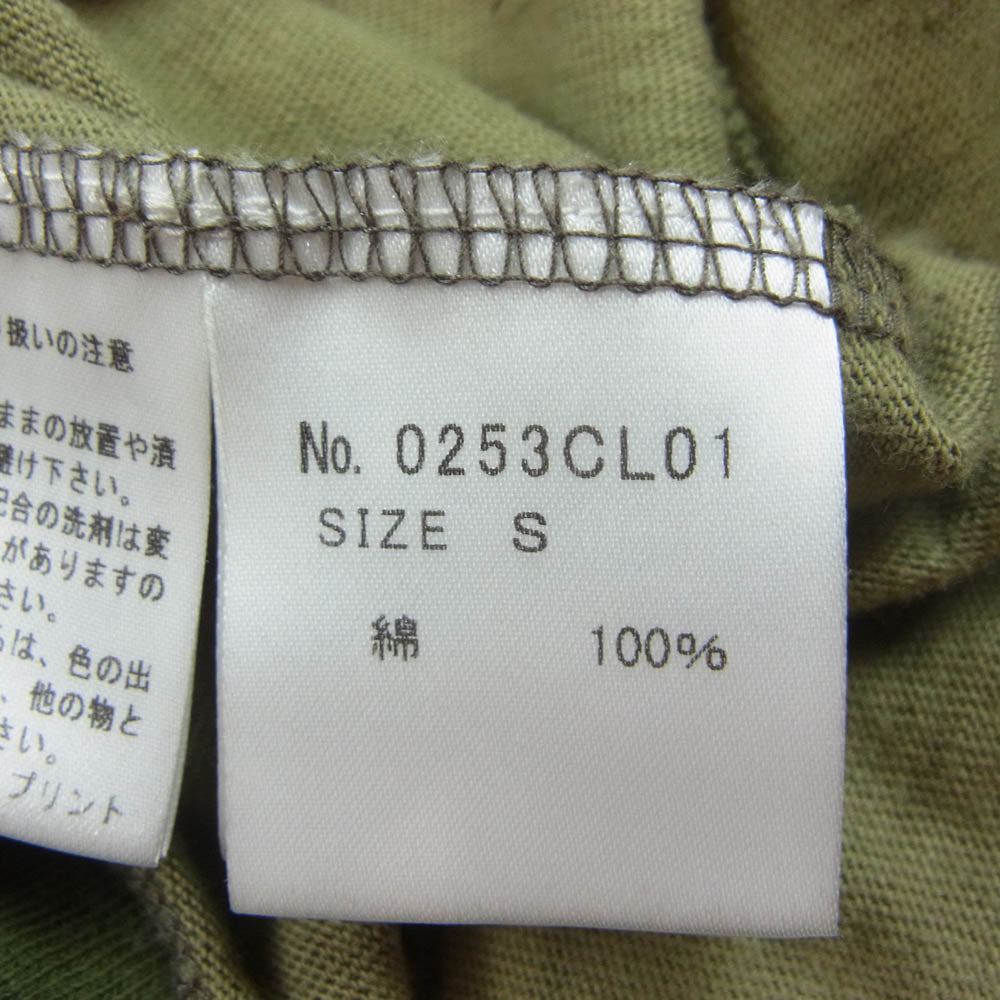 扱いの注意
ままの放置や漬
避け下さい。
配合の洗剤は変
がありますの
さい。
は、色の出
、他の物と
さい。
プリント
No. 0253CL01
SIZE S
綿 100%